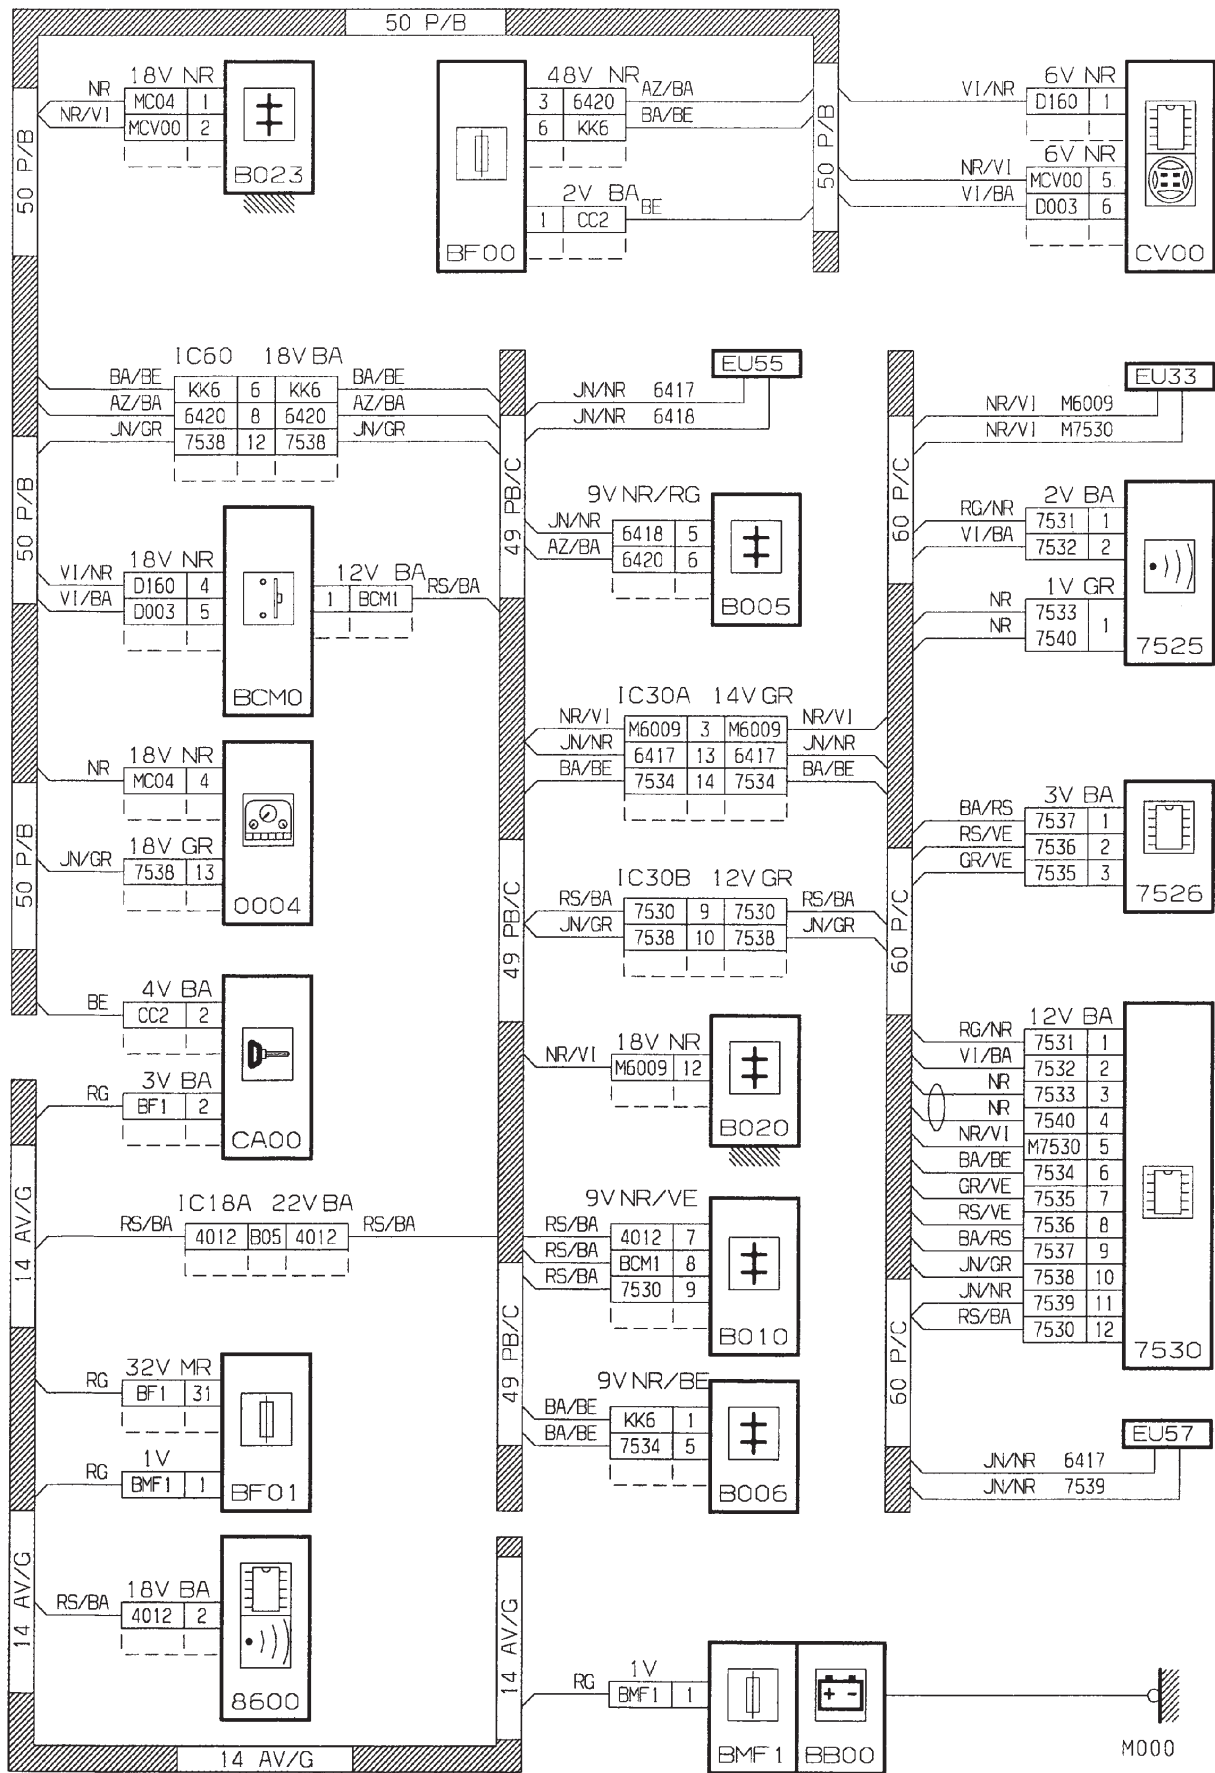 50 P/B
50 P/B
18V NR
NR MC04 1
NR/VI MCV00 2
B023
48V NR
3 6420 AZ/BA
6 KK6 BA/BE
2V BA
1 CC2 BE
BF00
50 P/B
6V NR
VI/NR D160 1
6V NR
NR/VI MCV00 5
VI/BA D003 6
CV00
IC60 18V BA
BA/BE KK6 6 KK6 BA/BE
AZ/BA 6420 8 6420 AZ/BA
JN/GR 7538 12 7538 JN/GR
50 P/B
18V NR
VI/NR D160 4
VI/BA D003 5
12V BA
1 BCM1 RS/BA
BCM0
18V NR
NR MC04 4
18V GR
JN/GR 7538 13
0004
50 P/B
4V BA
BE CC2 2
3V BA
RG BF1 2
CA00
14 AV/G
IC18A 22V BA
RS/BA 4012 B05 4012 RS/BA
32V MR
RG BF1 31
1V
RG BMF1 1
BF01
14 AV/G
18V BA
RS/BA 4012 2
8600
14 AV/G
EU55
JN/NR 6417
JN/NR 6418
49 PB/C
9V NR/RG
JN/NR 6418 5
AZ/BA 6420 6
B005
IC30A 14V GR
NR/VI M6009 3 M6009 NR/VI
JN/NR 6417 13 6417 JN/NR
BA/BE 7534 14 7534 BA/BE
49 PB/C
IC30B 12V GR
RS/BA 7530 9 7530 RS/BA
JN/GR 7538 10 7538 JN/GR
18V NR
NR/VI M6009 12
B020
9V NR/VE
RS/BA 4012 7
RS/BA BCM1 8
RS/BA 7530 9
B010
49 PB/C
9V NR/BE
BA/BE KK6 1
BA/BE 7534 5
B006
14 AV/G
1V
RG BMF1 1
BMF1
BB00
M000
EU33
NR/VI M6009
NR/VI M7530
60 P/C
2V BA
RG/NR 7531 1
VI/BA 7532 2
1V GR
NR 7533
NR 7540
1
7525
3V BA
BA/RS 7537 1
RS/VE 7536 2
GR/VE 7535 3
7526
60 P/C
12V BA
RG/NR 7531 1
VI/BA 7532 2
NR 7533 3
NR 7540 4
NR/VI M7530 5
BA/BE 7534 6
GR/VE 7535 7
RS/VE 7536 8
BA/RS 7537 9
JN/GR 7538 10
JN/NR 7539 11
RS/BA 7530 12
7530
60 P/C
EU57
JN/NR 6417
JN/NR 7539